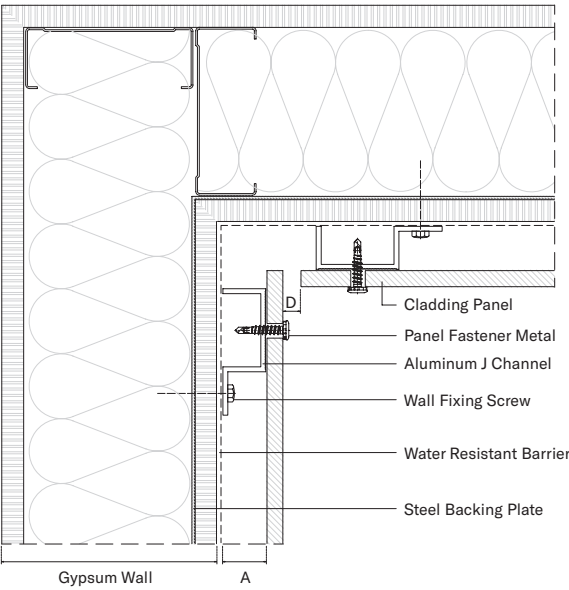 D
Cladding Panel
Panel Fastener Metal
Aluminum J Channel
Wall Fixing Screw
Water Resistant Barrier
Steel Backing Plate
Gypsum Wall
A